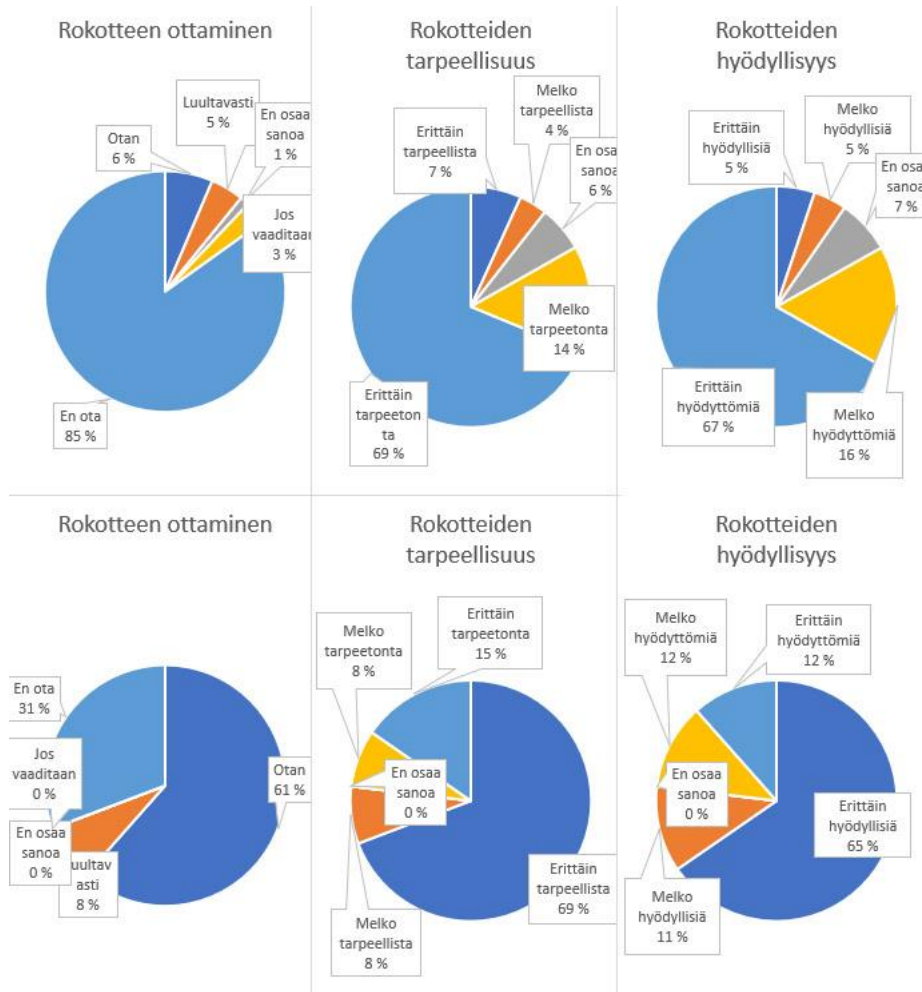 Rokotteen ottaminen
Otan
6 %
Luultavasti
5 %
En osaa
sanoa
1 %
Jos
vaaditaan
3 %
En ota
85 %
Rokotteiden
tarpeellisuus
Erittäin
tarpeellista
7 %
Melko
tarpeellista
4 %
En osaa
sanoa
6 %
Melko
tarpeetonta
14 %
Erittäin
tarpeeton
ta
69 %
Rokotteiden
hyödyllisyys
Erittäin
hyödyllisiä
5 %
Melko
hyödyllisiä
5 %
En osaa
sanoa
7 %
Melko
hyödyttömiä
16 %
Erittäin
hyödyttömiä
67 %
Rokotteen ottaminen
En ota
31 %
Jos
vaaditaan
0 %
En osaa
sanoa
0 %
uultav
asti
8 %
Otan
61 %
Rokotteiden
tarpeellisuus
Melko
tarpeetonta
8 %
Erittäin
tarpeetonta
15 %
En osaa
sanoa
0 %
Melko
tarpeellista
8 %
Erittäin
tarpeellista
69 %
Rokotteiden
hyödyllisyys
Melko
hyödyttömiä
12 %
Erittäin
hyödyttömiä
12 %
En osaa
sanoa
0 %
Melko
hyödyllisiä
11 %
Erittäin
hyödyllisiä
65 %